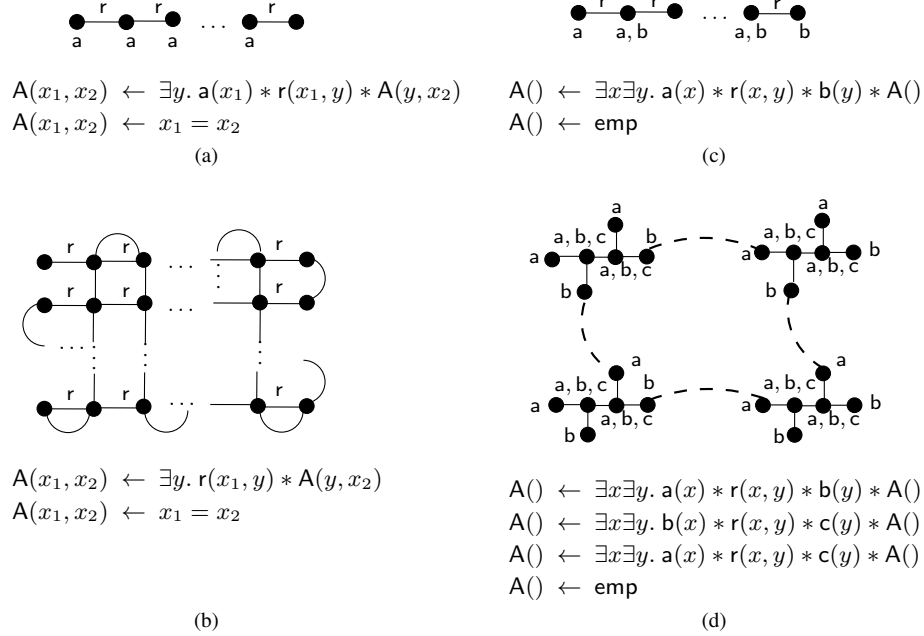 r r r
a a a … a
A(x₁, x₂) ← ∃y. a(x₁) ∗ r(x₁, y) ∗ A(y, x₂)
A(x₁, x₂) ← x₁ = x₂
(a)
r r r
a a, b … a, b b
A() ← ∃x∃y. a(x) ∗ r(x, y) ∗ b(y) ∗ A()
A() ← emp
(c)
r r … r
r r … r
r r … r
A(x₁, x₂) ← ∃y. r(x₁, y) ∗ A(y, x₂)
A(x₁, x₂) ← x₁ = x₂
(b)
a a
a, b, c b a, b, c b
a a, b, c a a, b, c
b b
a a
a, b, c b a, b, c b
a a, b, c a a, b, c
b b
A() ← ∃x∃y. a(x) ∗ r(x, y) ∗ b(y) ∗ A()
A() ← ∃x∃y. b(x) ∗ r(x, y) ∗ c(y) ∗ A()
A() ← ∃x∃y. a(x) ∗ r(x, y) ∗ c(y) ∗ A()
A() ← emp
(d)